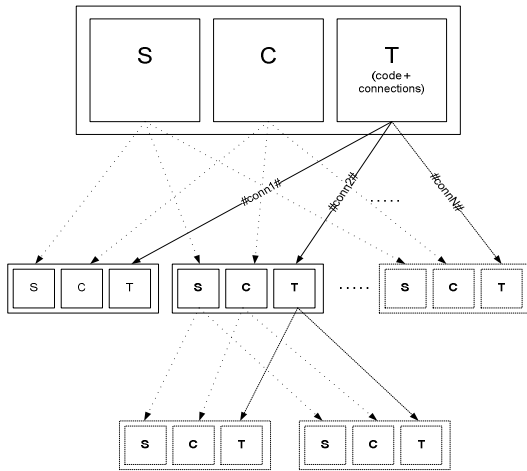 S C T
(code +
connections)
#conn1# #conn2# #connN#
.....
S C T S C T ..... S C T
S C T S C T